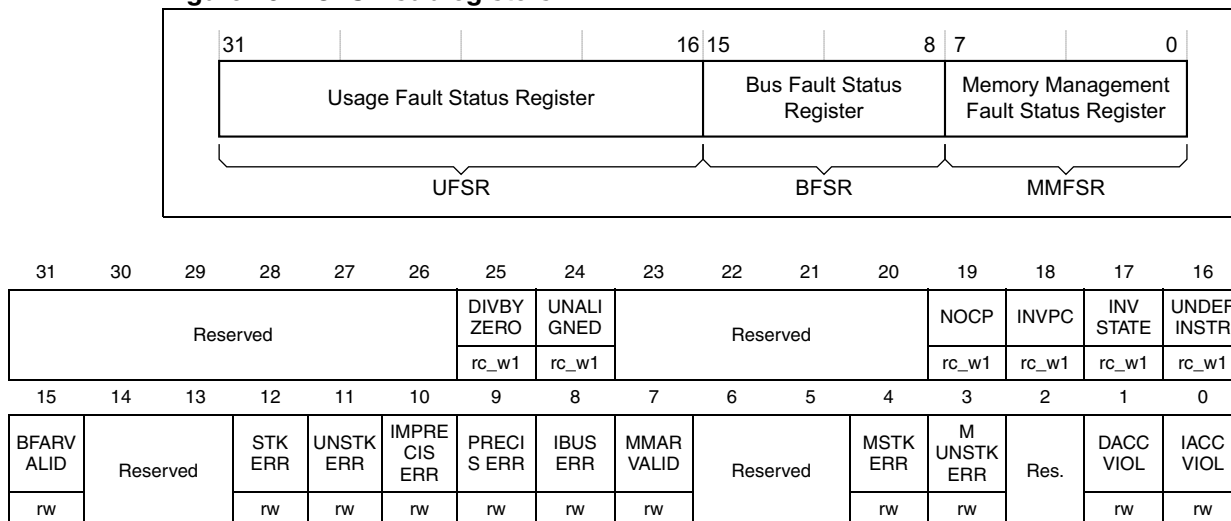 31 16 15 8 7 0
Usage Fault Status Register
Bus Fault Status
Register
Memory Management
Fault Status Register
UFSR BFSR MMFSR
31 30 29 28 27 26 25 24 23 22 21 20 19 18 17 16
Reserved
DIVBY
ZERO
UNALI
GNED
Reserved
NOCP
INVPC
INV
STATE
UNDEF
INSTR
rc_w1 rc_w1 rc_w1 rc_w1 rc_w1 rc_w1
15 14 13 12 11 10 9 8 7 6 5 4 3 2 1 0
BFARV
ALID
Reserved
STK
ERR
UNSTK
ERR
IMPRE
CIS
ERR
PRECI
S ERR
IBUS
ERR
MMAR
VALID
Reserved
MSTK
ERR
M
UNSTK
ERR
Res.
DACC
VIOL
IACC
VIOL
rw rw rw rw rw rw rw rw rw rw rw